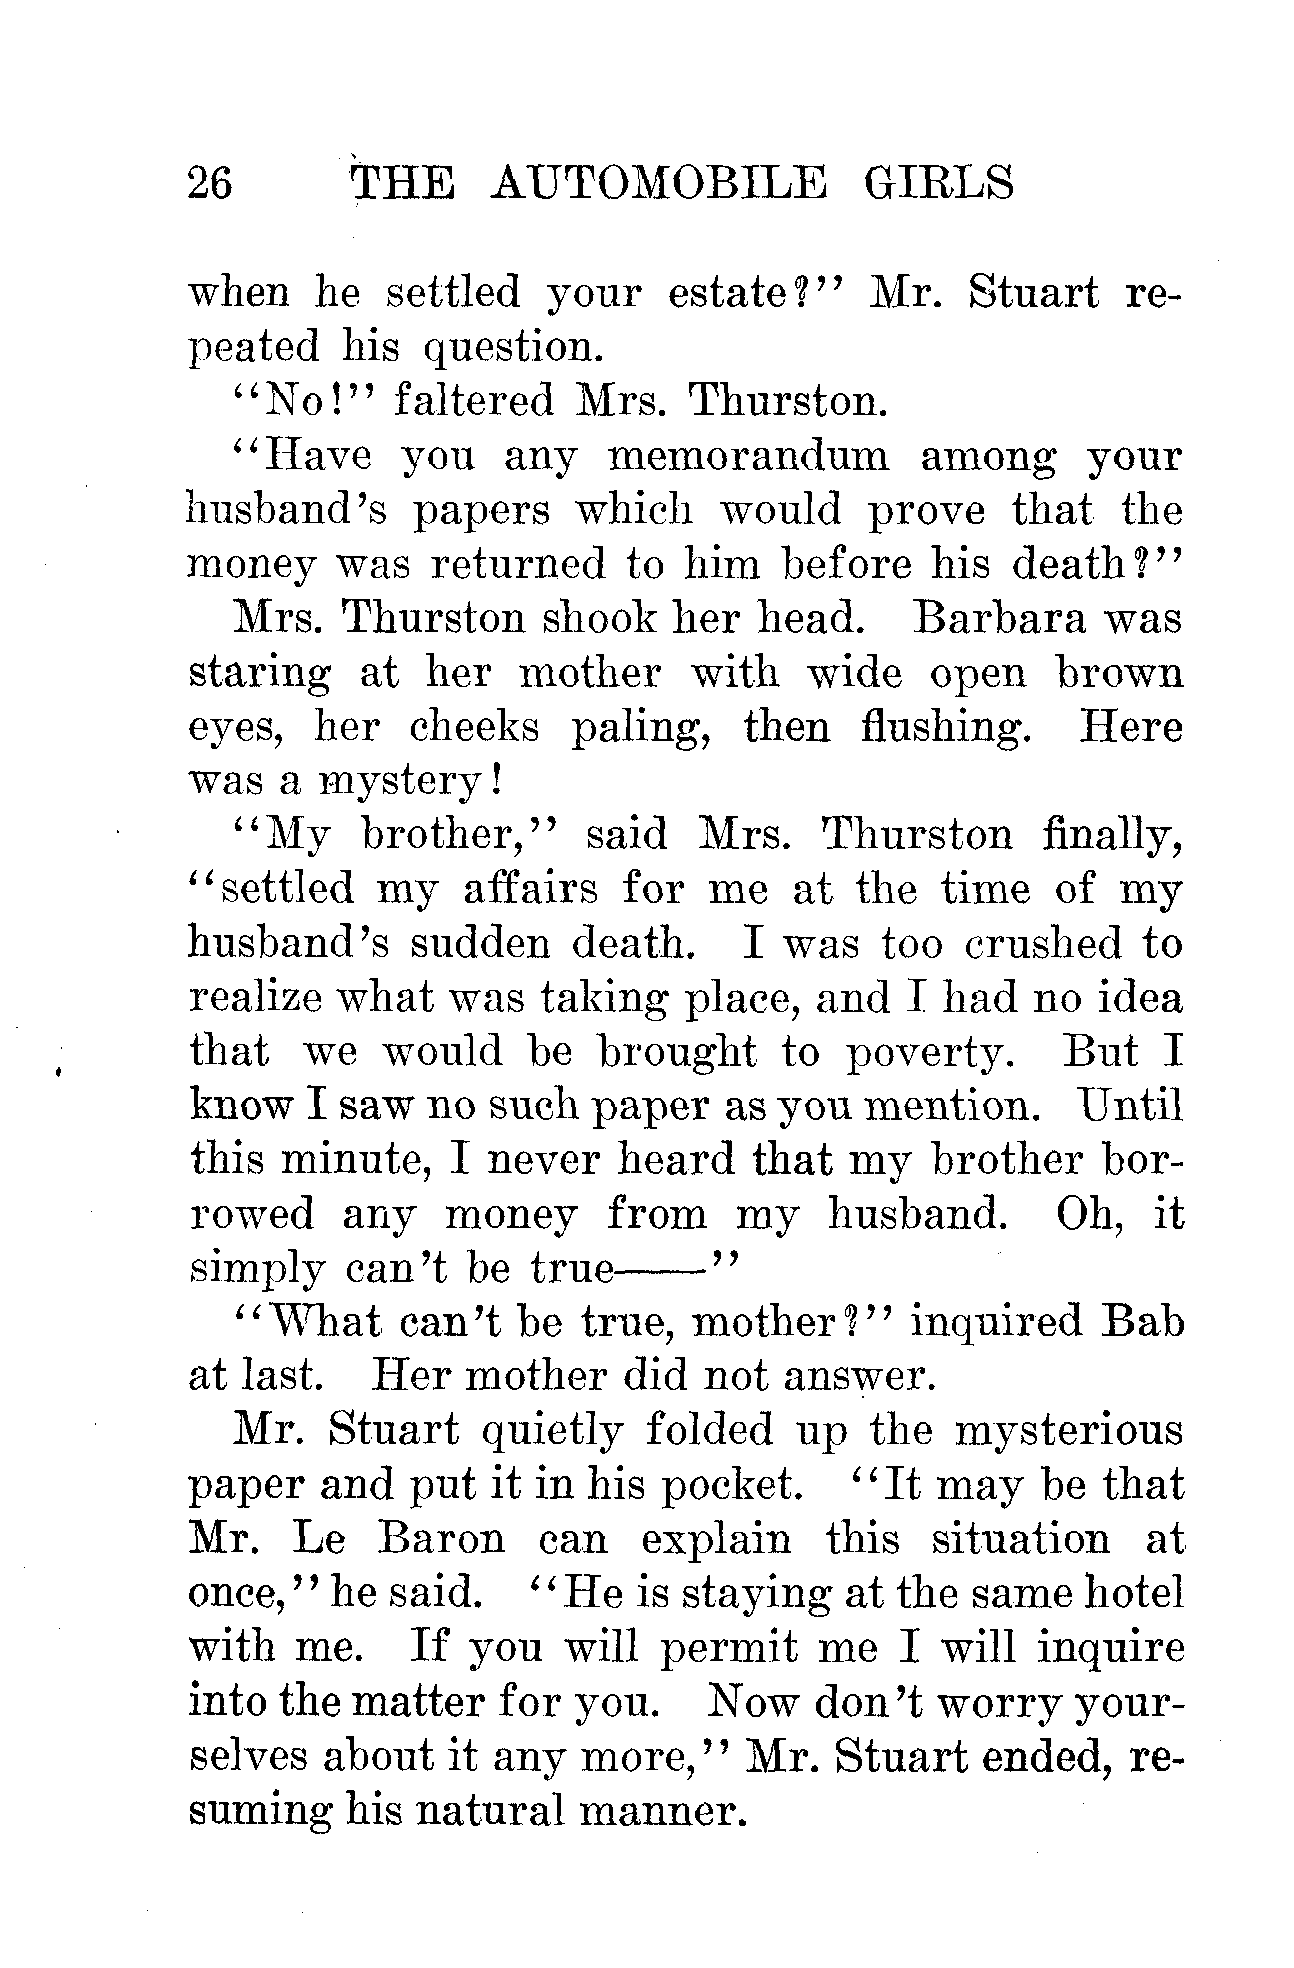 26 THE AUTOMOBILE GIRLS
when he settled your estate?" Mr. Stuart re-
peated his question.
"No!" faltered Mrs. Thurston.
"Have you any memorandum among your
husband's papers which would prove that the
money was returned to him before his death?"
Mrs. Thurston shook her head. Barbara was
staring at her mother with wide open brown
eyes, her cheeks paling, then flushing. Here
was a mystery!
"My brother," said Mrs. Thurston finally,
"settled my affairs for me at the time of my
husband's sudden death. I was too crushed to
realize what was taking place, and I had no idea
that we would be brought to poverty. But I
know I saw no such paper as you mention. Until
this minute, I never heard that my brother bor-
rowed any money from my husband. Oh, it
simply can't be true——"
"What can't be true, mother?" inquired Bab
at last. Her mother did not answer.
Mr. Stuart quietly folded up the mysterious
paper and put it in his pocket. "It may be that
Mr. Le Baron can explain this situation at
once," he said. "He is staying at the same hotel
with me. If you will permit me I will inquire
into the matter for you. Now don't worry your-
selves about it any more," Mr. Stuart ended, re-
suming his natural manner.